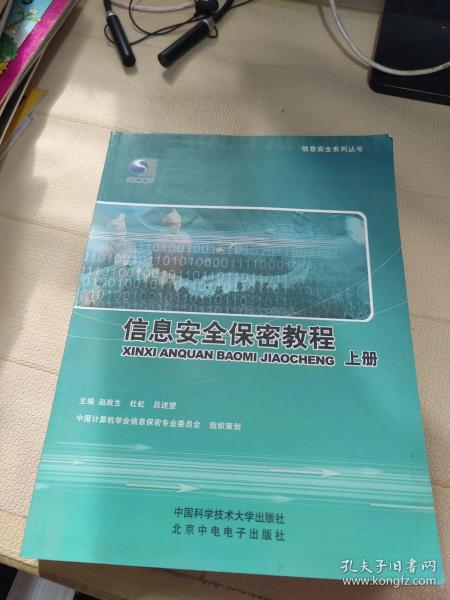 信息安全系列丛书
信息安全保密教程
XINXI ANQUAN BAOMI JIAOCHENG 上册
主编 赵战生 杜虹 吕述望
中国计算机学会信息保密专业委员会 组织策划
中国科学技术大学出版社
北京中电电子出版社
孔夫子旧书网
www.kongfz.com